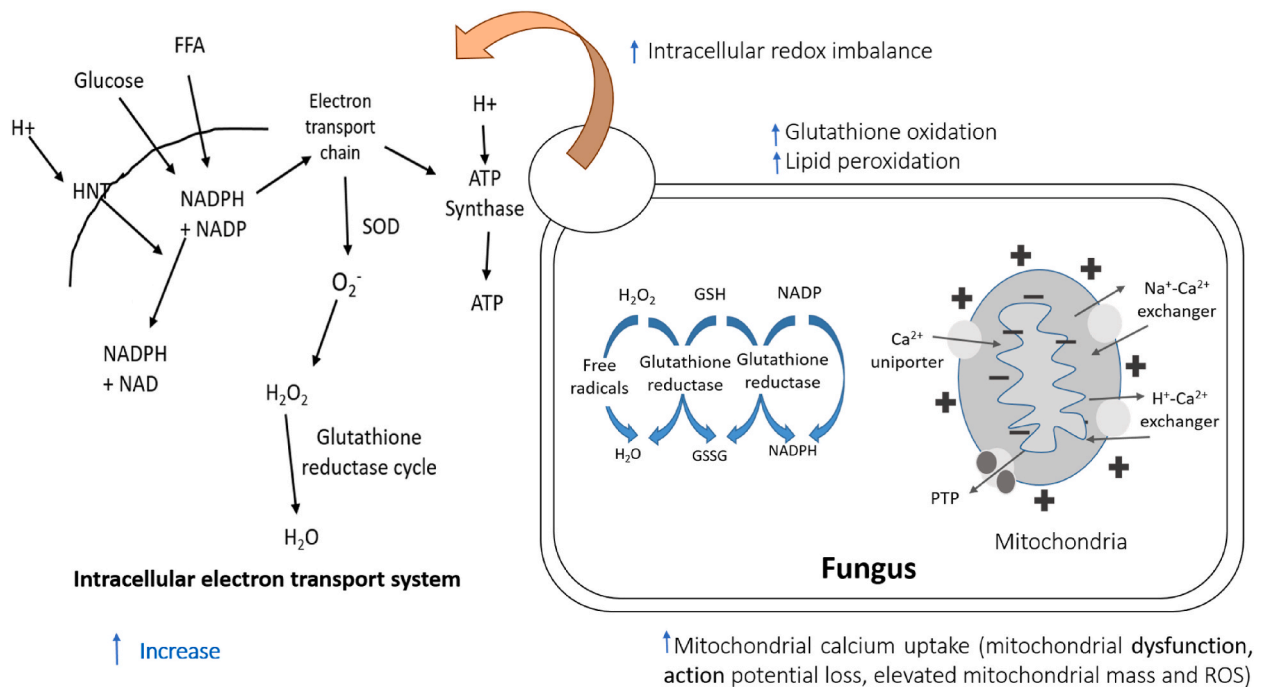 FFA
Glucose
H+
HNT
NADPH
+ NADP
NADPH
+ NAD
Electron
transport
chain
SOD
O₂⁻
H₂O₂
Glutathione
reductase cycle
H₂O
H+
ATP
Synthase
ATP
Intracellular electron transport system
↑ Increase
↑ Intracellular redox imbalance
↑ Glutathione oxidation
↑ Lipid peroxidation
H₂O₂
GSH
NADP
Free
radicals
Glutathione
reductase
Glutathione
reductase
H₂O
GSSG
NADPH
Ca²⁺
uniporter
Na⁺-Ca²⁺
exchanger
H⁺-Ca²⁺
exchanger
PTP
Mitochondria
Fungus
↑Mitochondrial calcium uptake (mitochondrial dysfunction,
action potential loss, elevated mitochondrial mass and ROS)